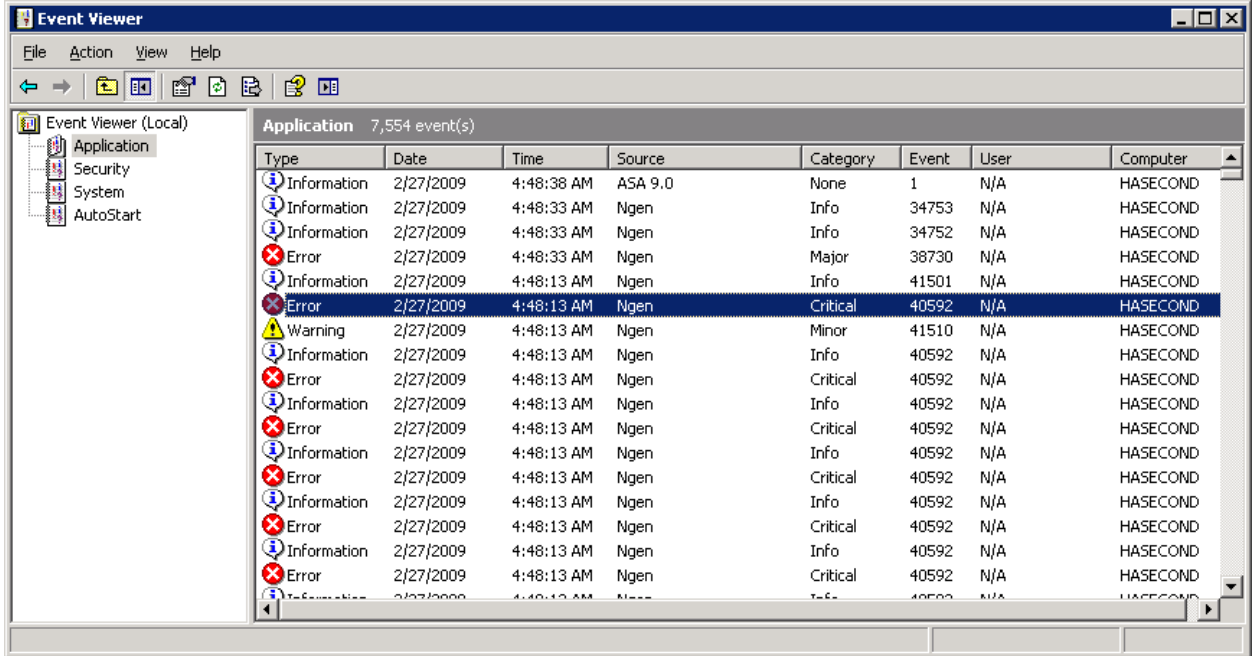 Event Viewer
File Action View Help
Event Viewer (Local)
Application
Security
System
AutoStart
Application 7,554 event(s)
Type Date Time Source Category Event User Computer
Information 2/27/2009 4:48:38 AM ASA 9.0 None 1 N/A HASECOND
Information 2/27/2009 4:48:33 AM Ngen Info 34753 N/A HASECOND
Information 2/27/2009 4:48:33 AM Ngen Info 34752 N/A HASECOND
Error 2/27/2009 4:48:33 AM Ngen Major 38730 N/A HASECOND
Information 2/27/2009 4:48:13 AM Ngen Info 41501 N/A HASECOND
Error 2/27/2009 4:48:13 AM Ngen Critical 40592 N/A HASECOND
Warning 2/27/2009 4:48:13 AM Ngen Minor 41510 N/A HASECOND
Information 2/27/2009 4:48:13 AM Ngen Info 40592 N/A HASECOND
Error 2/27/2009 4:48:13 AM Ngen Critical 40592 N/A HASECOND
Information 2/27/2009 4:48:13 AM Ngen Info 40592 N/A HASECOND
Error 2/27/2009 4:48:13 AM Ngen Critical 40592 N/A HASECOND
Information 2/27/2009 4:48:13 AM Ngen Info 40592 N/A HASECOND
Error 2/27/2009 4:48:13 AM Ngen Critical 40592 N/A HASECOND
Information 2/27/2009 4:48:13 AM Ngen Info 40592 N/A HASECOND
Error 2/27/2009 4:48:13 AM Ngen Critical 40592 N/A HASECOND
Information 2/27/2009 4:48:13 AM Ngen Info 40592 N/A HASECOND
Error 2/27/2009 4:48:13 AM Ngen Critical 40592 N/A HASECOND